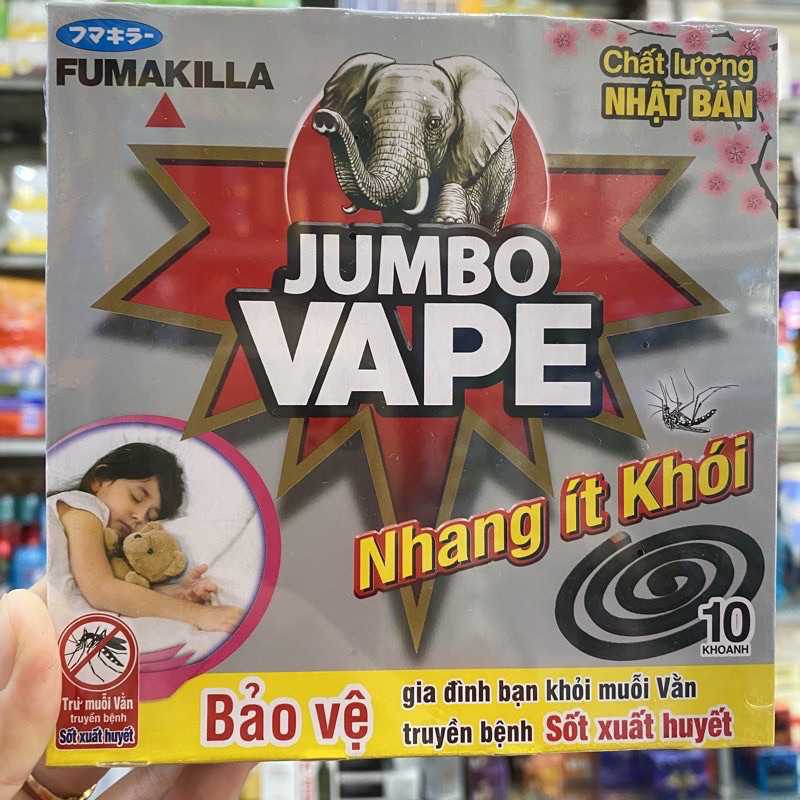 フマキラー
FUMAKILLA
Chất lượng
NHẬT BẢN
JUMBO
VAPE
Nhang ít Khói
10
KHOANH
Trừ muỗi Vằn
truyền bệnh
Sốt xuất huyết
Bảo vệ
gia đình bạn khỏi muỗi Vằn
truyền bệnh Sốt xuất huyết